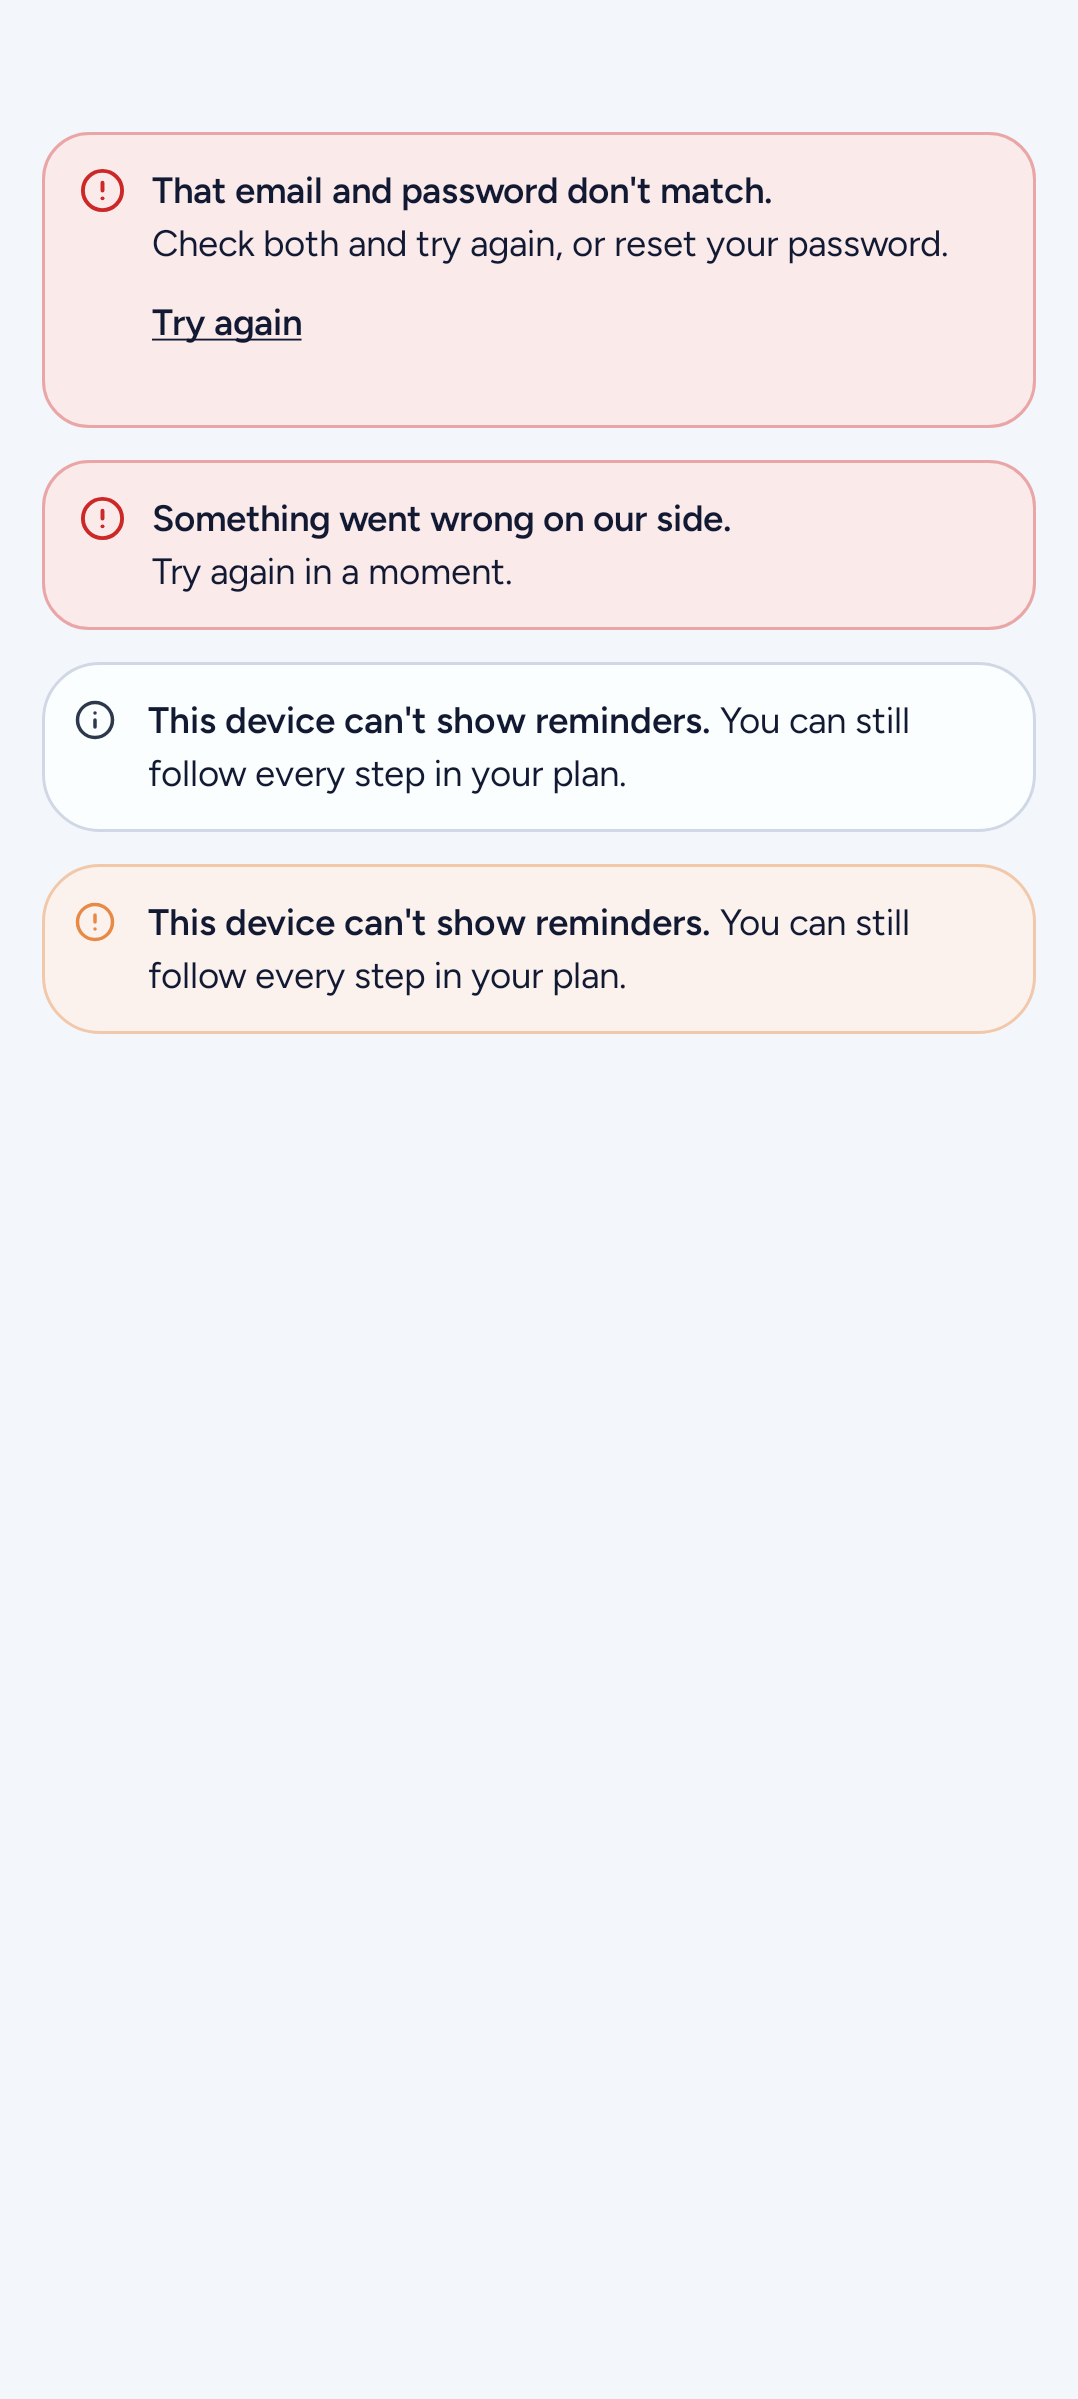 That email and password don't match.
Check both and try again, or reset your password.
Try again
Something went wrong on our side.
Try again in a moment.
This device can't show reminders. You can still
follow every step in your plan.
This device can't show reminders. You can still
follow every step in your plan.